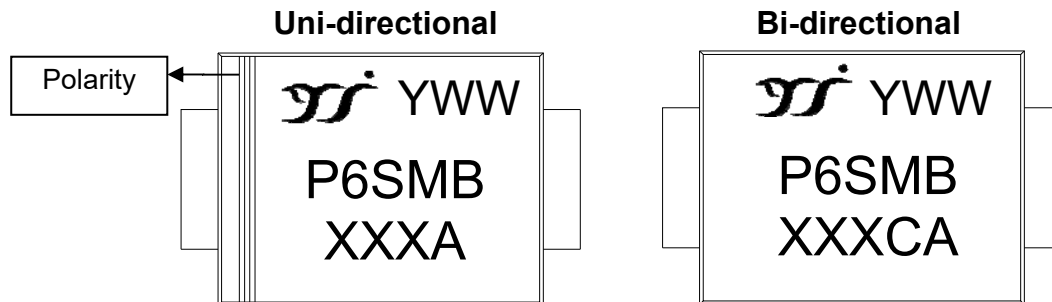 Uni-directional
Bi-directional
Polarity
YWW
P6SMB
XXXA
YWW
P6SMB
XXXCA